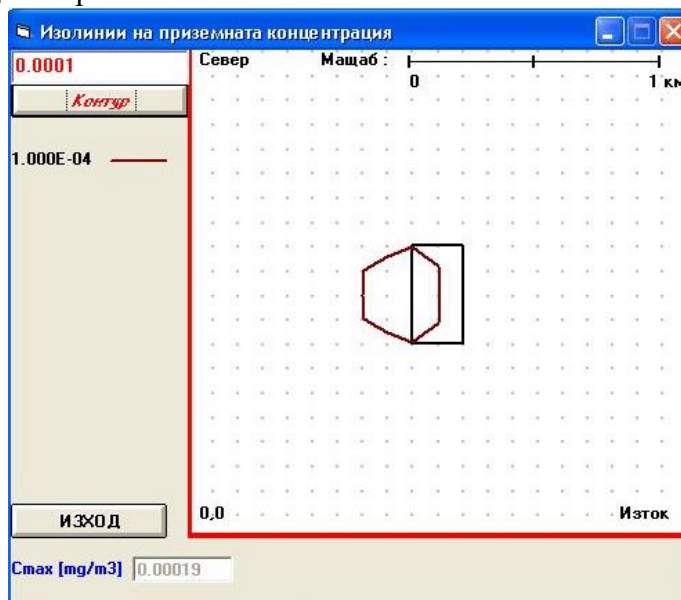 Изолинии на приземната концентрация
0.0001
Контур
1.000E-04
Север Мащаб :
0 1 км
0,0 Изток
ИЗХОД
Cmax [mg/m3] 0.00019